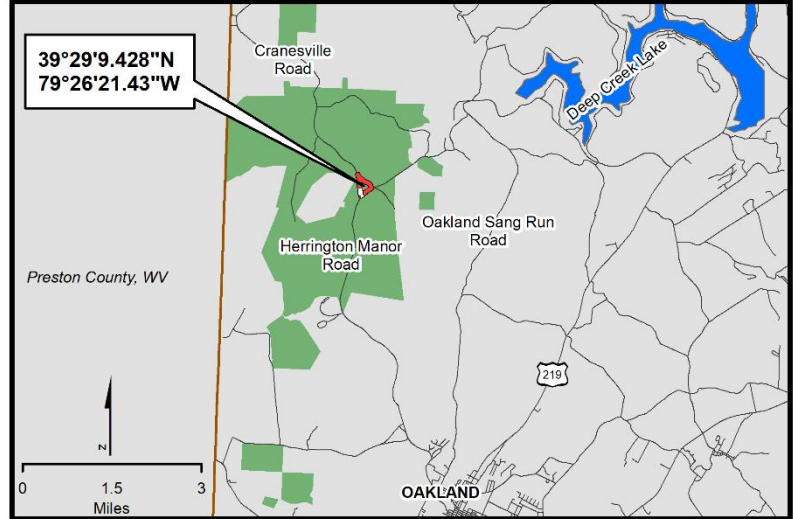 39°29'9.428"N
79°26'21.43"W
Cranesville
Road
Deep Creek Lake
Oakland Sang Run
Road
Herrington Manor
Road
Preston County, WV
219
N
0 1.5 3
Miles
OAKLAND